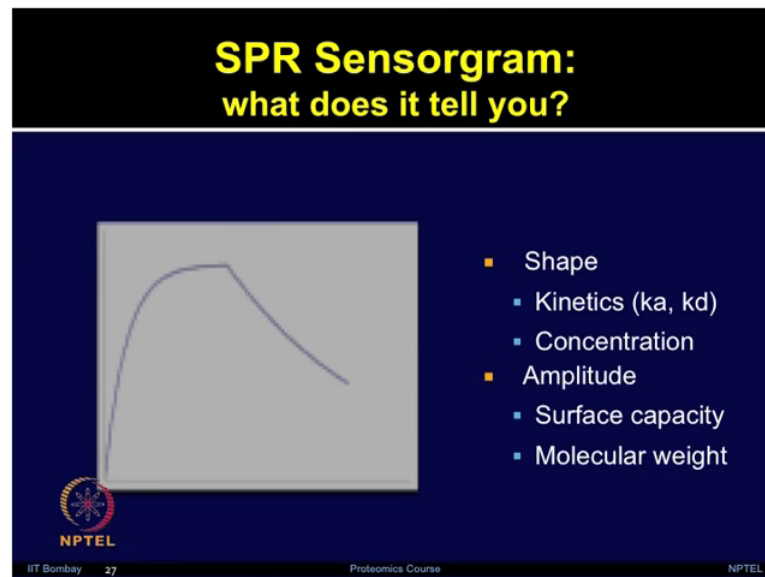 SPR Sensorgram:
what does it tell you?
Shape
Kinetics (ka, kd)
Concentration
Amplitude
Surface capacity
Molecular weight
NPTEL
IIT Bombay 27 Proteomics Course NPTEL